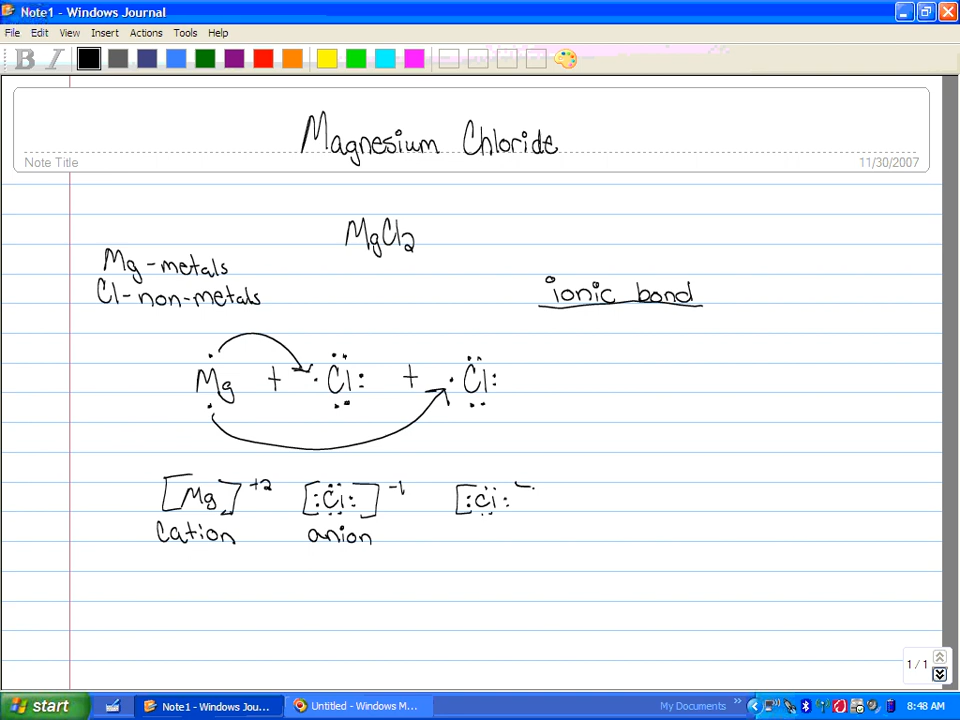 Note1 - Windows Journal
File Edit View Insert Actions Tools Help
B I
Magnesium Chloride
Note Title
11/30/2007
MgCl2
Mg-metals
Cl-non-metals
ionic bond
Mg + Cl + Cl
[Mg]+2 [Cl]-1 [Cl
cation anion
1 / 1
start Note1 - Windows Jou... Untitled - Windows M... My Documents » 8:48 AM